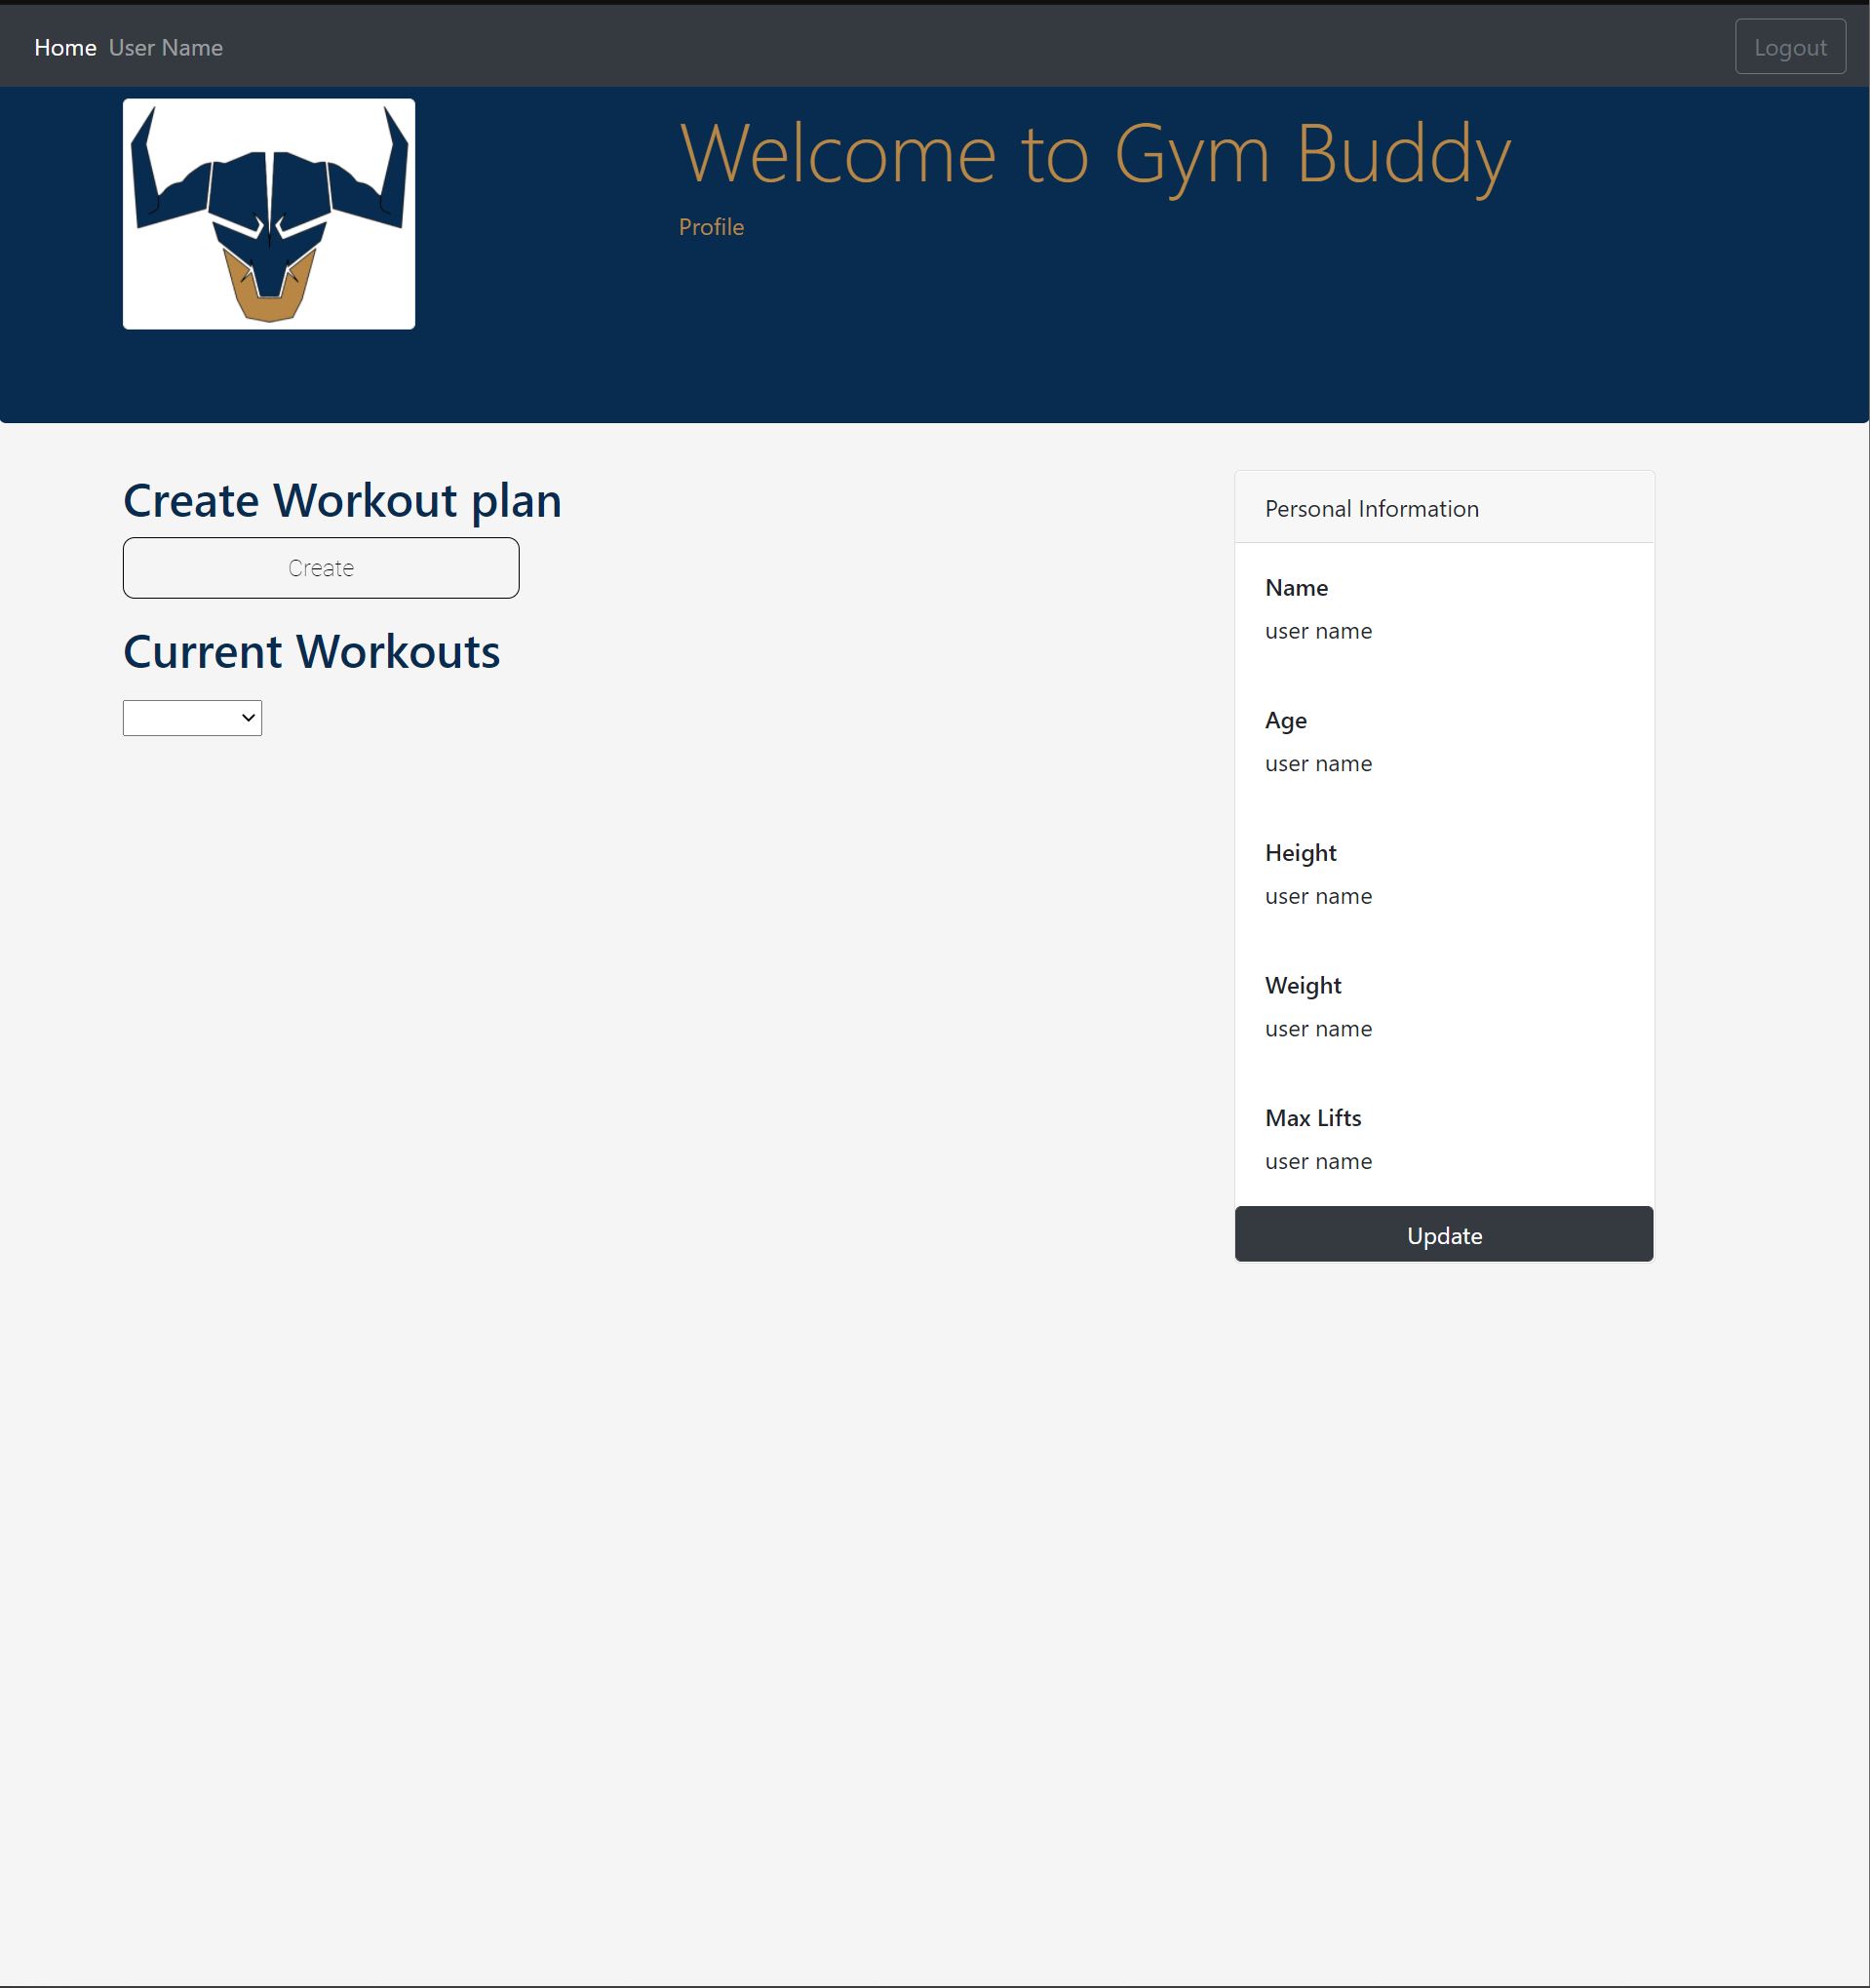 Home User Name
Logout
Welcome to Gym Buddy
Profile
Create Workout plan
Create
Current Workouts
Personal Information
Name
user name
Age
user name
Height
user name
Weight
user name
Max Lifts
user name
Update